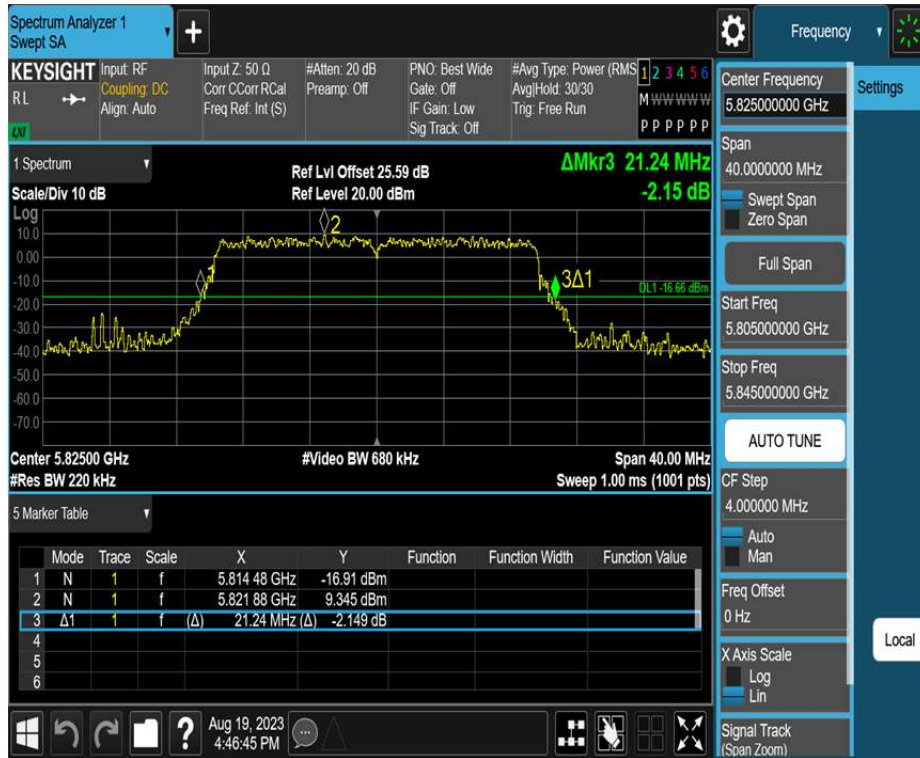 Spectrum Analyzer 1
Swept SA
+
Frequency
KEYSIGHT
RL
LXI
Input: RF
Coupling: DC
Align: Auto
Input Z: 50 Ω
Corr CCorr RCal
Freq Ref: Int (S)
#Atten: 20 dB
Preamp: Off
PNO: Best Wide
Gate: Off
IF Gain: Low
Sig Track: Off
#Avg Type: Power (RMS
Avg|Hold: 30/30
Trig: Free Run
1 2 3 4 5 6
M W W W W W
P P P P P P
Center Frequency
5.825000000 GHz
Settings
1 Spectrum
Scale/Div 10 dB
Ref Lvl Offset 25.59 dB
Ref Level 20.00 dBm
ΔMkr3 21.24 MHz
-2.15 dB
Log
10.0
0.00
-10.0
-20.0
-30.0
-40.0
-50.0
-60.0
-70.0
2
1
3Δ1
DL1 -16.66 dBm
Span
40.0000000 MHz
Swept Span
Zero Span
Full Span
Start Freq
5.805000000 GHz
Stop Freq
5.845000000 GHz
AUTO TUNE
Center 5.82500 GHz
#Video BW 680 kHz
Span 40.00 MHz
#Res BW 220 kHz
Sweep 1.00 ms (1001 pts)
CF Step
4.000000 MHz
Auto
Man
5 Marker Table
Mode Trace Scale X Y Function Function Width Function Value
1 N 1 f 5.814 48 GHz -16.91 dBm
2 N 1 f 5.821 88 GHz 9.345 dBm
3 Δ1 1 f (Δ) 21.24 MHz (Δ) -2.149 dB
4
5
6
Freq Offset
0 Hz
X Axis Scale
Log
Lin
Local
Signal Track
(Span Zoom)
?
Aug 19, 2023
4:46:45 PM